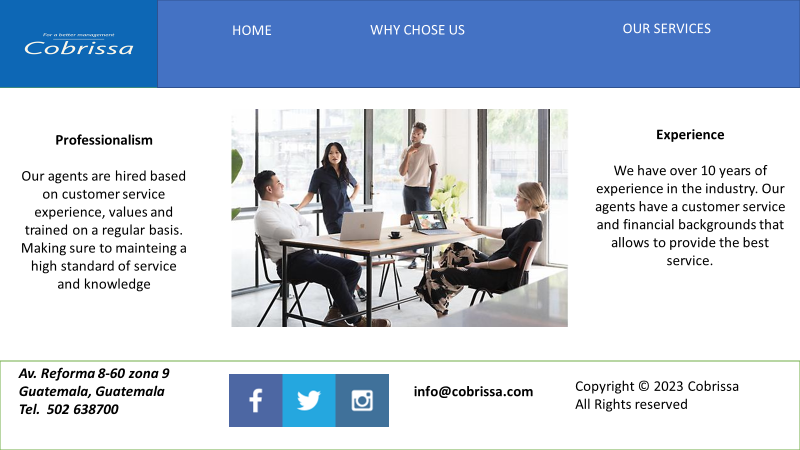 For a better management
Cobrissa
HOME
WHY CHOSE US
OUR SERVICES
Professionalism
Our agents are hired based
on customer service
experience, values and
trained on a regular basis.
Making sure to mainteing a
high standard of service
and knowledge
Experience
We have over 10 years of
experience in the industry. Our
agents have a customer service
and financial backgrounds that
allows to provide the best
service.
Av. Reforma 8-60 zona 9
Guatemala, Guatemala
Tel. 502 638700
info@cobrissa.com
Copyright © 2023 Cobrissa
All Rights reserved